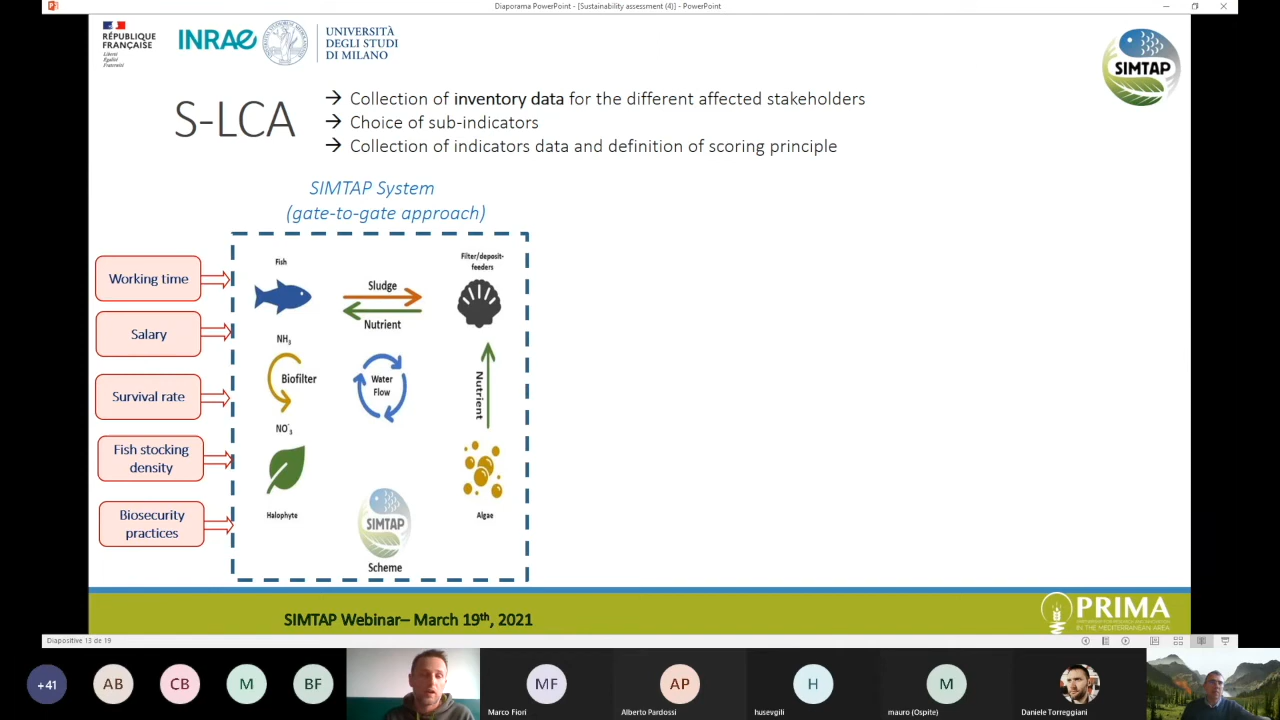 Diaporama PowerPoint - [Sustainability assessment (4)] - PowerPoint
RÉPUBLIQUE
FRANÇAISE
Liberté
Égalité
Fraternité
INRAE
UNIVERSITÀ
DEGLI STUDI
DI MILANO
SIMTAP
S-LCA
→ Collection of inventory data for the different affected stakeholders
→ Choice of sub-indicators
→ Collection of indicators data and definition of scoring principle
SIMTAP System
(gate-to-gate approach)
Working time
Salary
Survival rate
Fish stocking
density
Biosecurity
practices
Fish
Filter/deposit-
feeders
Sludge
Nutrient
NH3
Biofilter
Water
Flow
Nutrient
NO-3
Halophyte
SIMTAP
Scheme
Algae
SIMTAP Webinar– March 19th, 2021
PRIMA
IN THE MEDITERRANEAN AREA
Diapositive 13 de 19
+41
AB
CB
M
BF
MF
Marco Fiori
AP
Alberto Pardossi
H
husevgili
M
mauro (Ospite)
Daniele Torreggiani